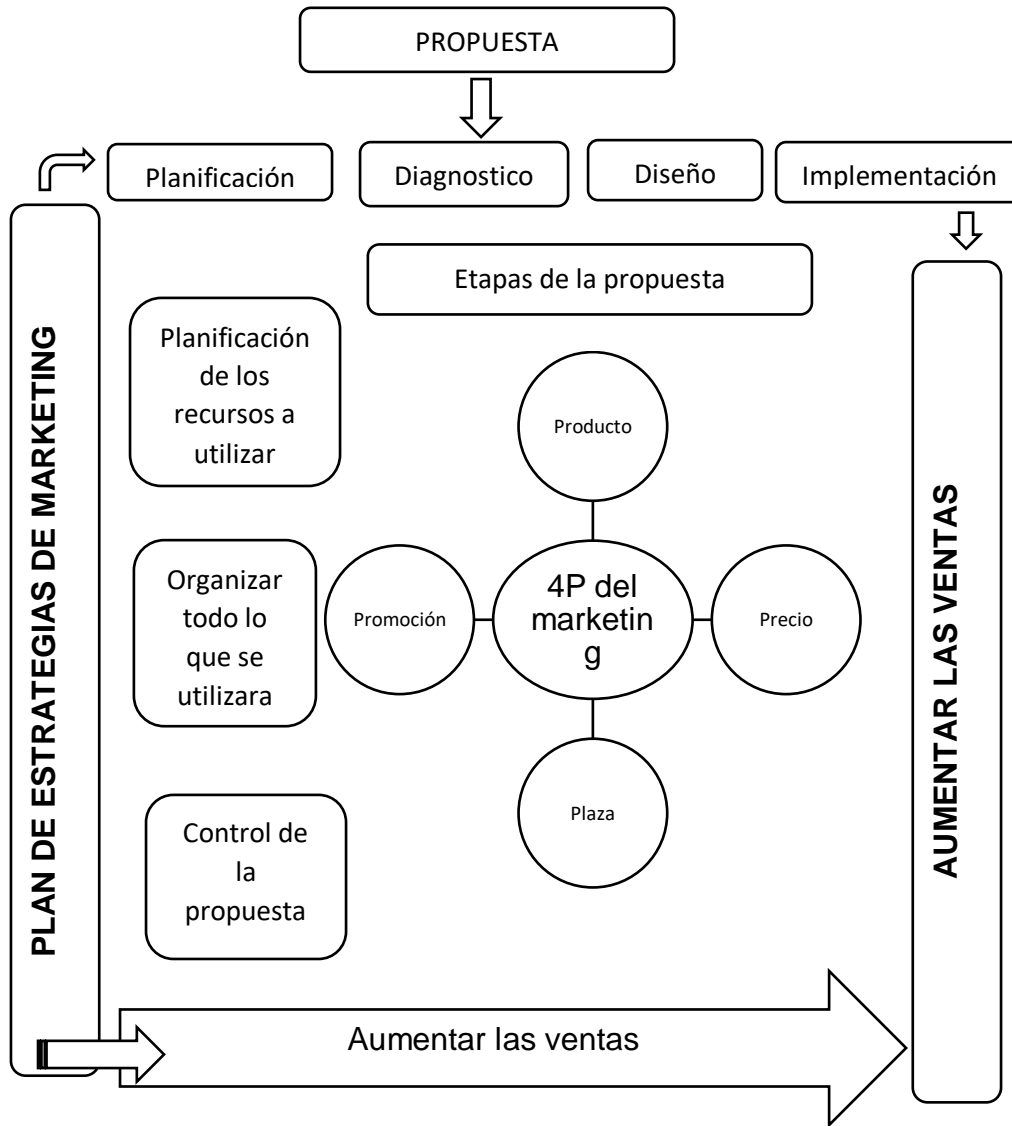 PROPUESTA
Planificación
Diagnostico
Diseño
Implementación
PLAN DE ESTRATEGIAS DE MARKETING
Etapas de la propuesta
AUMENTAR LAS VENTAS
Planificación
de los
recursos a
utilizar
Producto
Organizar
todo lo
que se
utilizara
Promoción
4P del
marketin
g
Precio
Plaza
Control de
la
propuesta
Aumentar las ventas